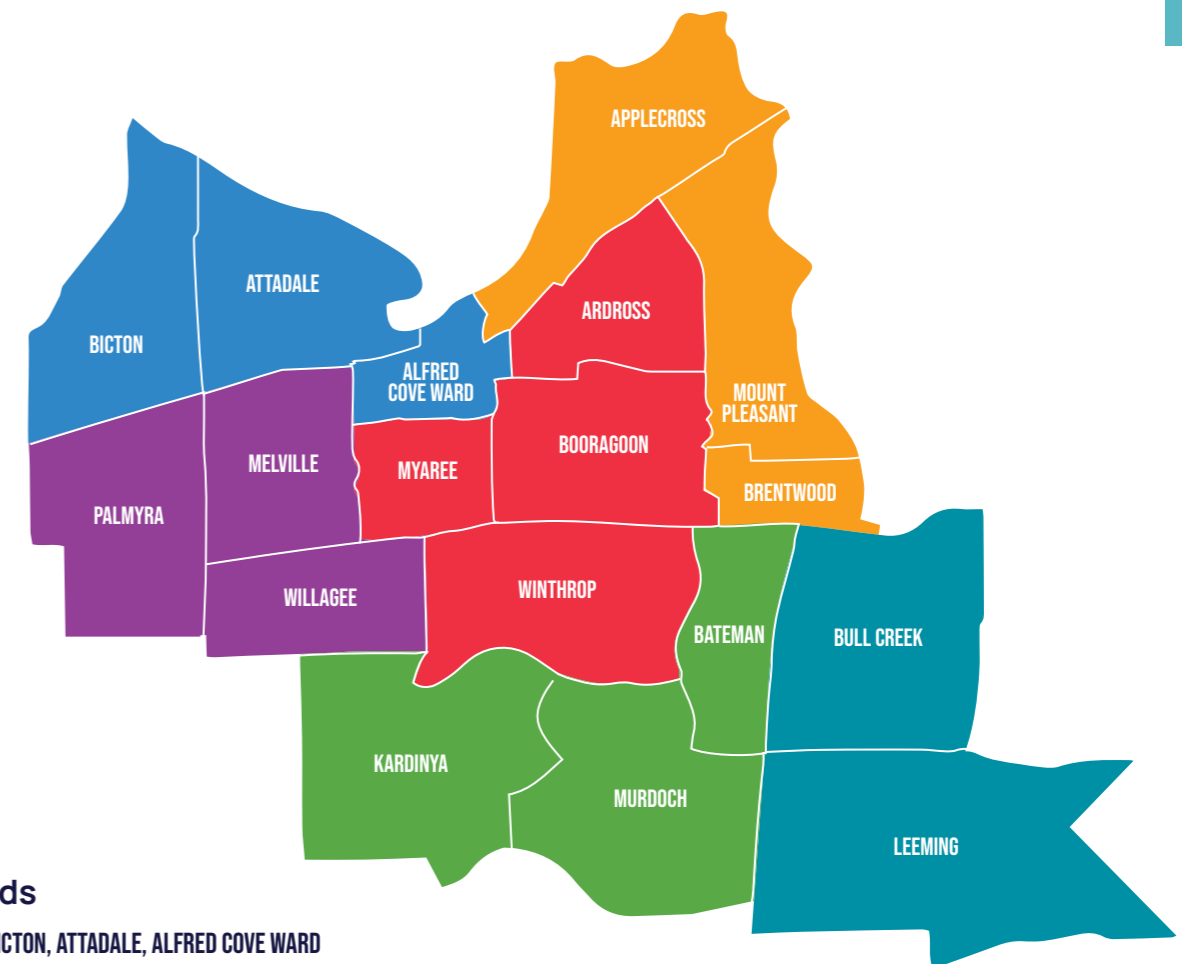 APPLECROSS
ATTADALE
ARDROSS
BICTON
ALFRED
COVE WARD
MOUNT
PLEASANT
BOORAGOON
MELVILLE
MYAREE
BRENTWOOD
PALMYRA
WINTHROP
WILLAGEE
BATEMAN
BULL CREEK
KARDINYA
MURDOCH
LEEMING
ds
CTON, ATTADALE, ALFRED COVE WARD